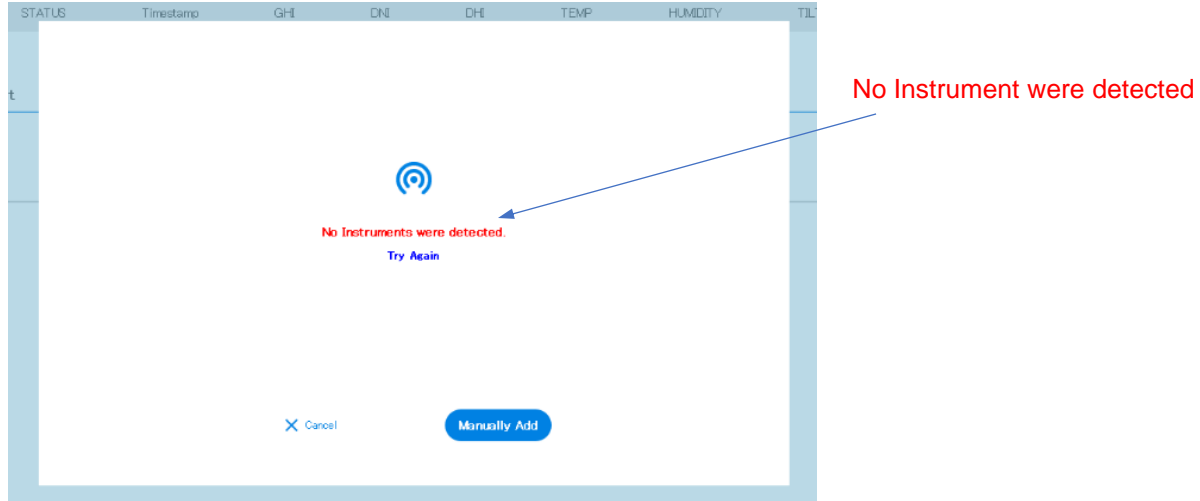 STATUS Timestamp GHI DNI DHI TEMP HUMIDITY TILT
t
No Instrument were detected
No Instruments were detected.
Try Again
Cancel
Manually Add